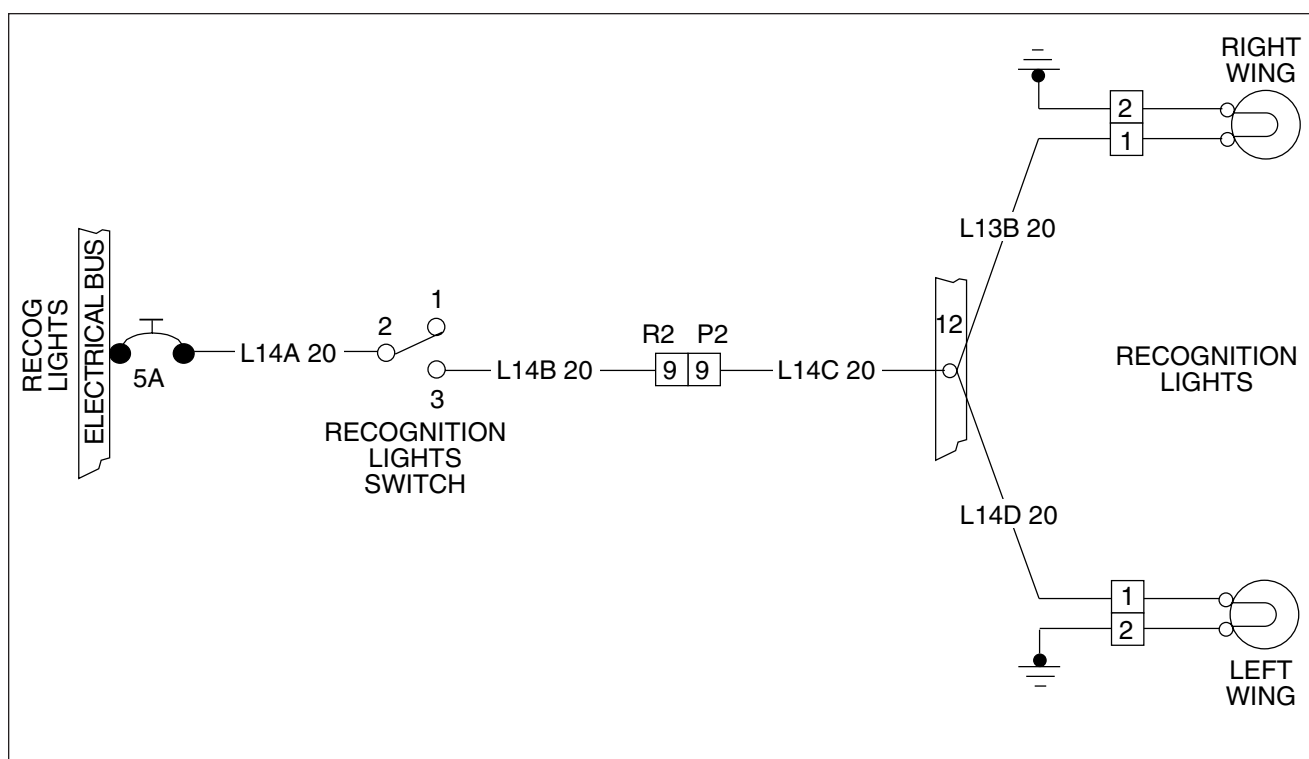 RECOG
LIGHTS
ELECTRICAL BUS
5A
L14A 20
2
1
3
RECOGNITION
LIGHTS
SWITCH
L14B 20
R2 P2
9 9
L14C 20
12
L13B 20
L14D 20
2
1
RIGHT
WING
RECOGNITION
LIGHTS
1
2
LEFT
WING